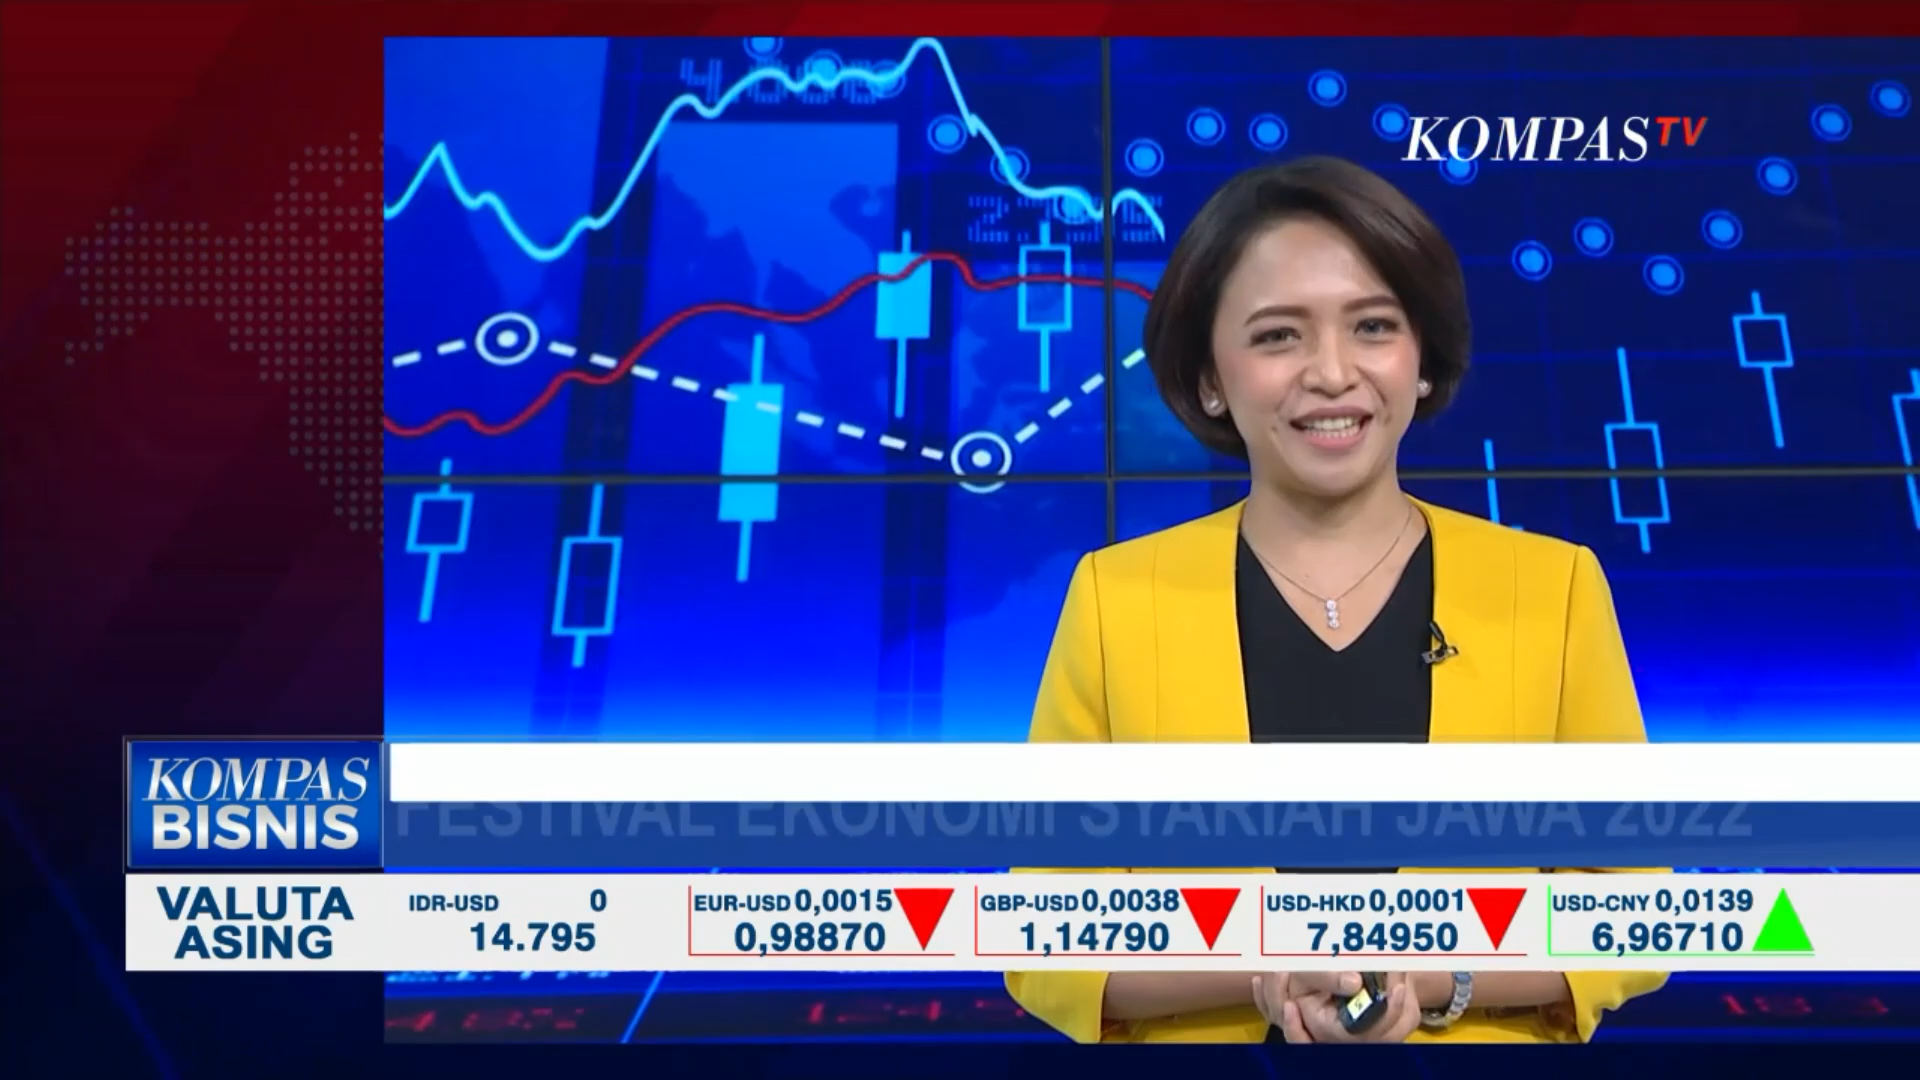 KOMPAS TV
KOMPAS
BISNIS
FESTIVAL EKONOMI SYARIAH JAWA 2022
VALUTA
ASING
IDR-USD 0
14.795
EUR-USD 0,0015
0,98870
GBP-USD 0,0038
1,14790
USD-HKD 0,0001
7,84950
USD-CNY 0,0139
6,96710